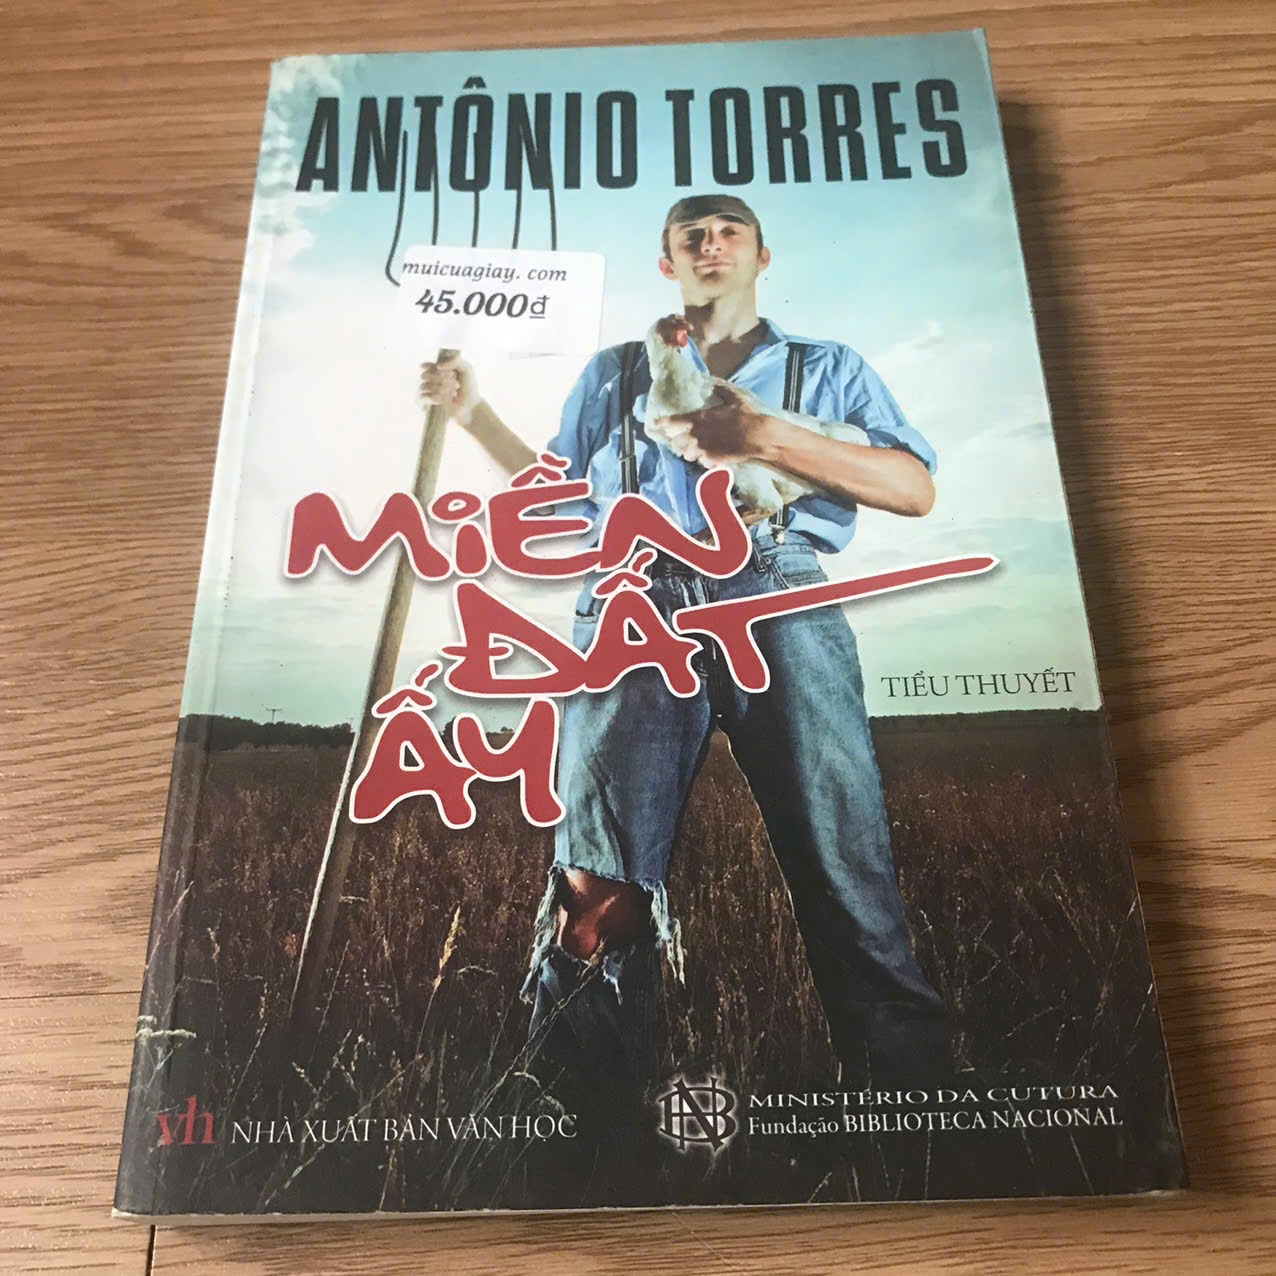 ANTÔNIO TORRES
muicuagiay. com
45.000₫
MIỀN
ĐẤT
ẤY
TIỂU THUYẾT
vh NHÀ XUẤT BẢN VĂN HỌC
MINISTÉRIO DA CUTURA
Fundação BIBLIOTECA NACIONAL